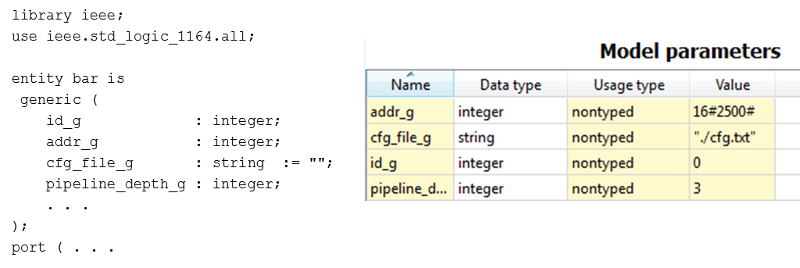 library ieee;
use ieee.std_logic_1164.all;
entity bar is
generic (
id_g : integer;
addr_g : integer;
cfg_file_g : string := "";
pipeline_depth_g : integer;
. . .
);
port ( . . .
Model parameters
Name Data type Usage type Value
addr_g integer nontyped 16#2500#
cfg_file_g string nontyped "./cfg.txt"
id_g integer nontyped 0
pipeline_d... integer nontyped 3